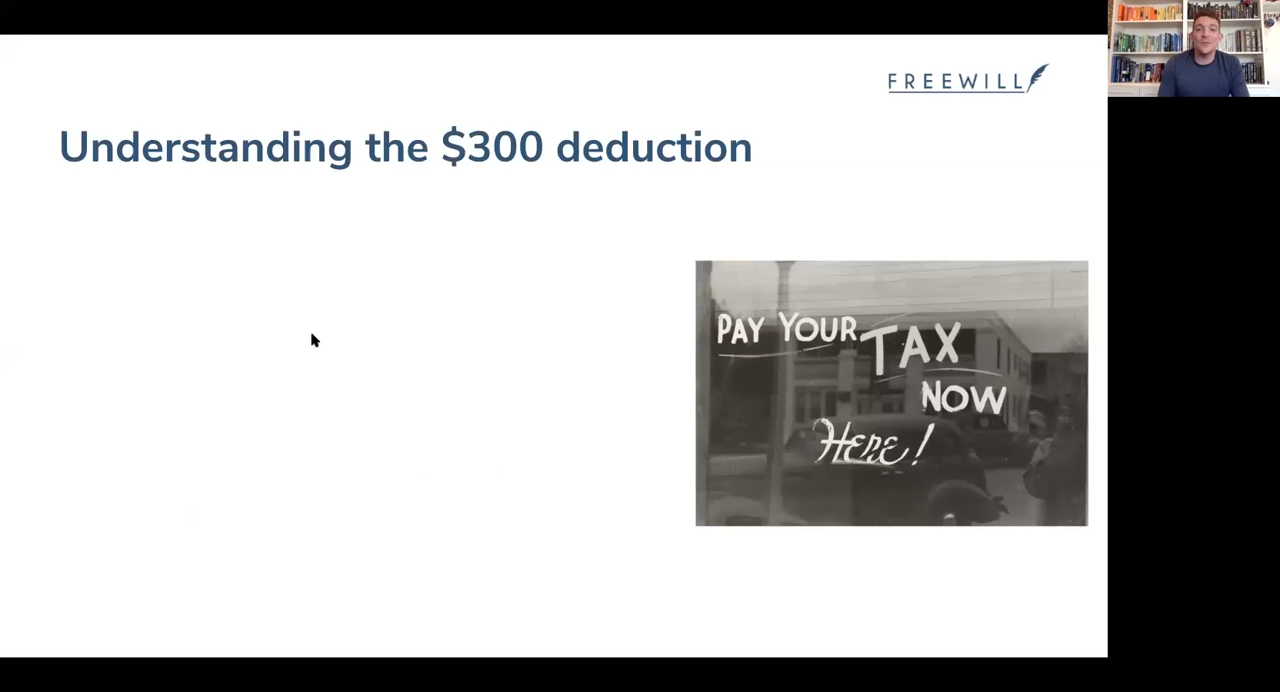 FREEWILL
Understanding the $300 deduction
PAY YOUR TAX
NOW
HERE!